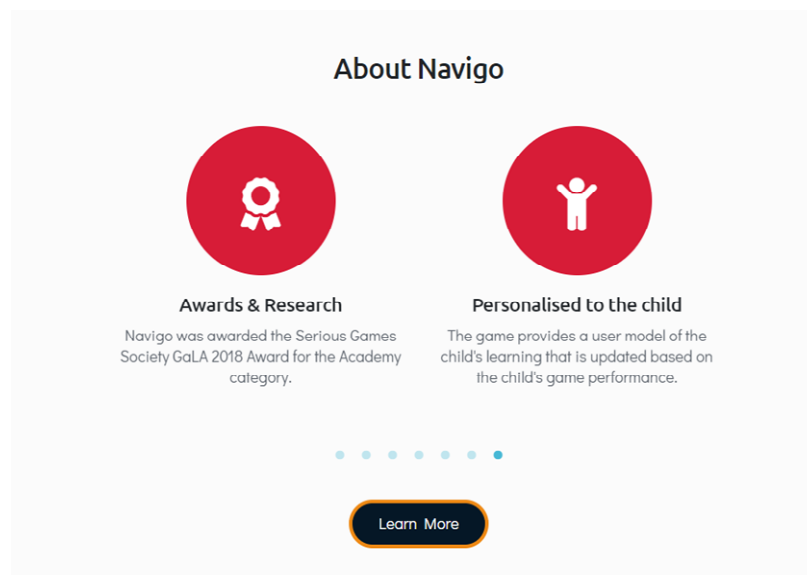 About Navigo
Awards & Research
Navigo was awarded the Serious Games
Society GaLA 2018 Award for the Academy
category.
Personalised to the child
The game provides a user model of the
child's learning that is updated based on
the child's game performance.
Learn More